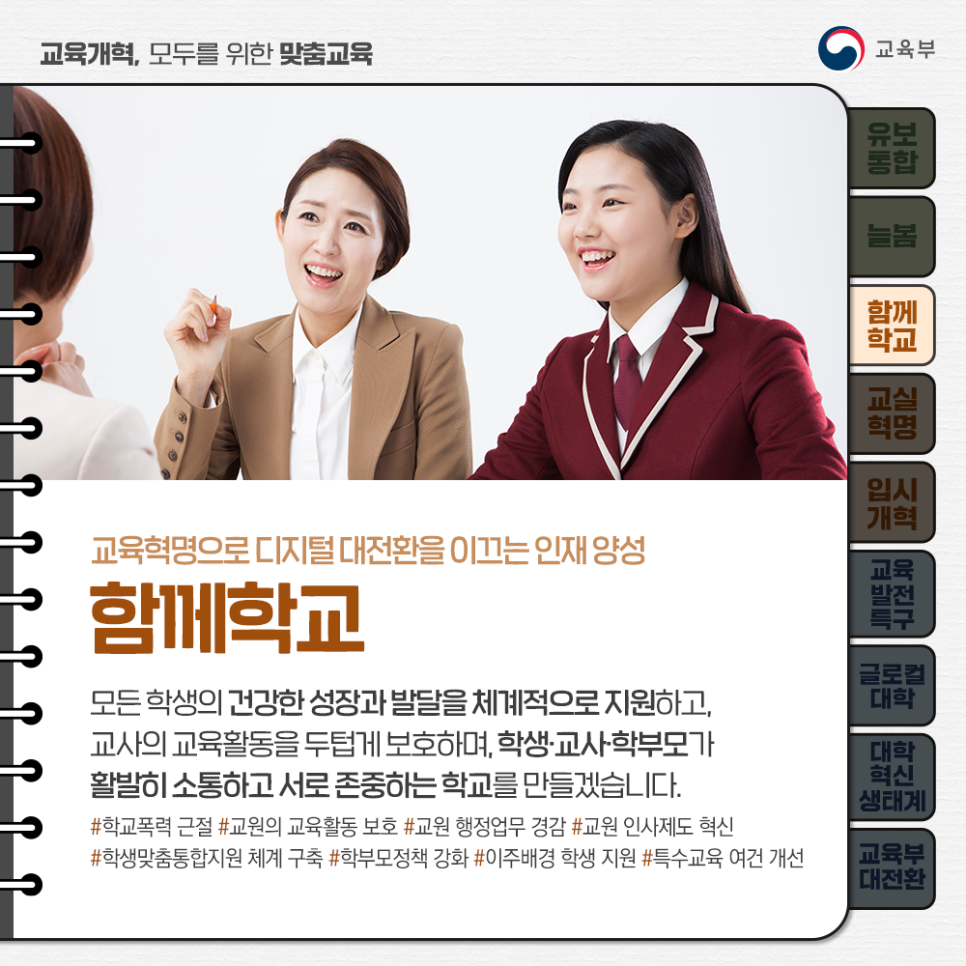 교육개혁, 모두를 위한 맞춤교육
교육부
유보
통합
늘봄
함께
학교
교실
혁명
입시
개혁
교육
발전
특구
글로컬
대학
대학
혁신
생태계
교육부
대전환
교육혁명으로 디지털 대전환을 이끄는 인재 양성
함께학교
모든 학생의 건강한 성장과 발달을 체계적으로 지원하고,
교사의 교육활동을 두텁게 보호하며, 학생·교사·학부모가
활발히 소통하고 서로 존중하는 학교를 만들겠습니다.
#학교폭력 근절 #교원의 교육활동 보호 #교원 행정업무 경감 #교원 인사제도 혁신
#학생맞춤통합지원 체계 구축 #학부모정책 강화 #이주배경 학생 지원 #특수교육 여건 개선